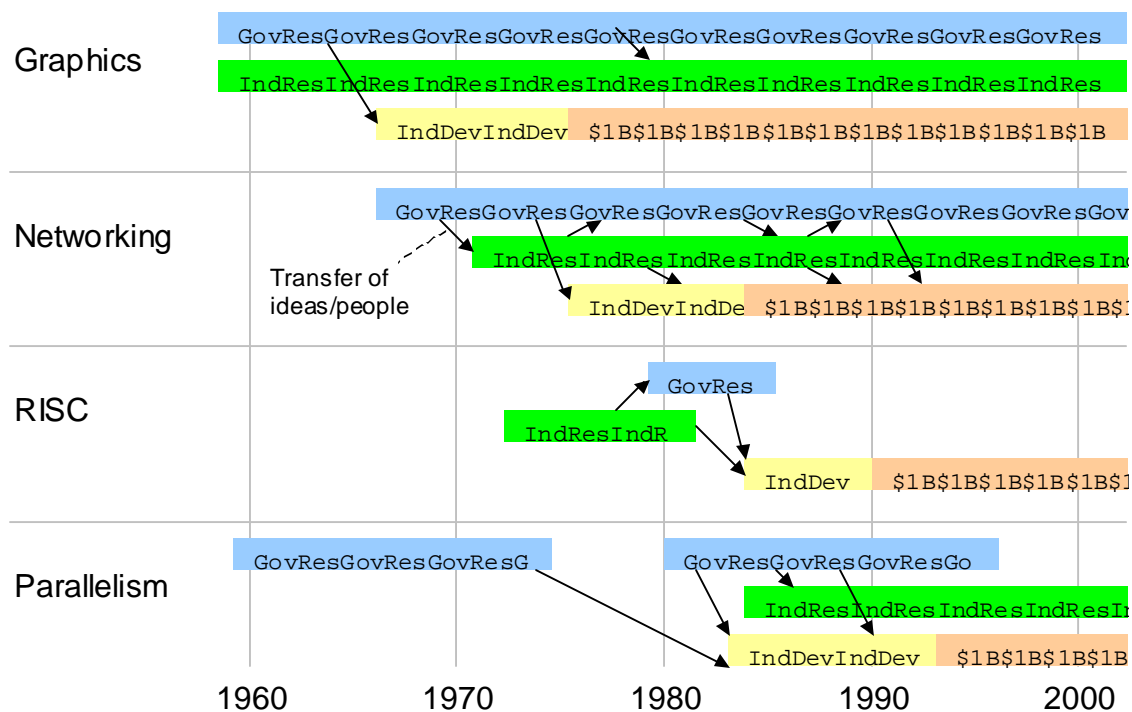 GovResGovResGovResGovResGovResGovResGovResGovResGovResGovRes
Graphics
IndResIndResIndResIndResIndResIndResIndResIndResIndResIndRes
IndDevIndDev $1B$1B$1B$1B$1B$1B$1B$1B$1B$1B$1B$1B
GovResGovResGovResGovResGovResGovResGovResGovResGov
Networking
IndResIndResIndResIndResIndResIndResIndResInd
Transfer of
ideas/people
IndDevIndDe $1B$1B$1B$1B$1B$1B$1B$1B$1
GovRes
RISC
IndResIndR
IndDev $1B$1B$1B$1B$1B$1
GovResGovResGovResG GovResGovResGovResGo
Parallelism
IndResIndResIndResIndResIn
IndDevIndDev $1B$1B$1B$1B
1960 1970 1980 1990 2000